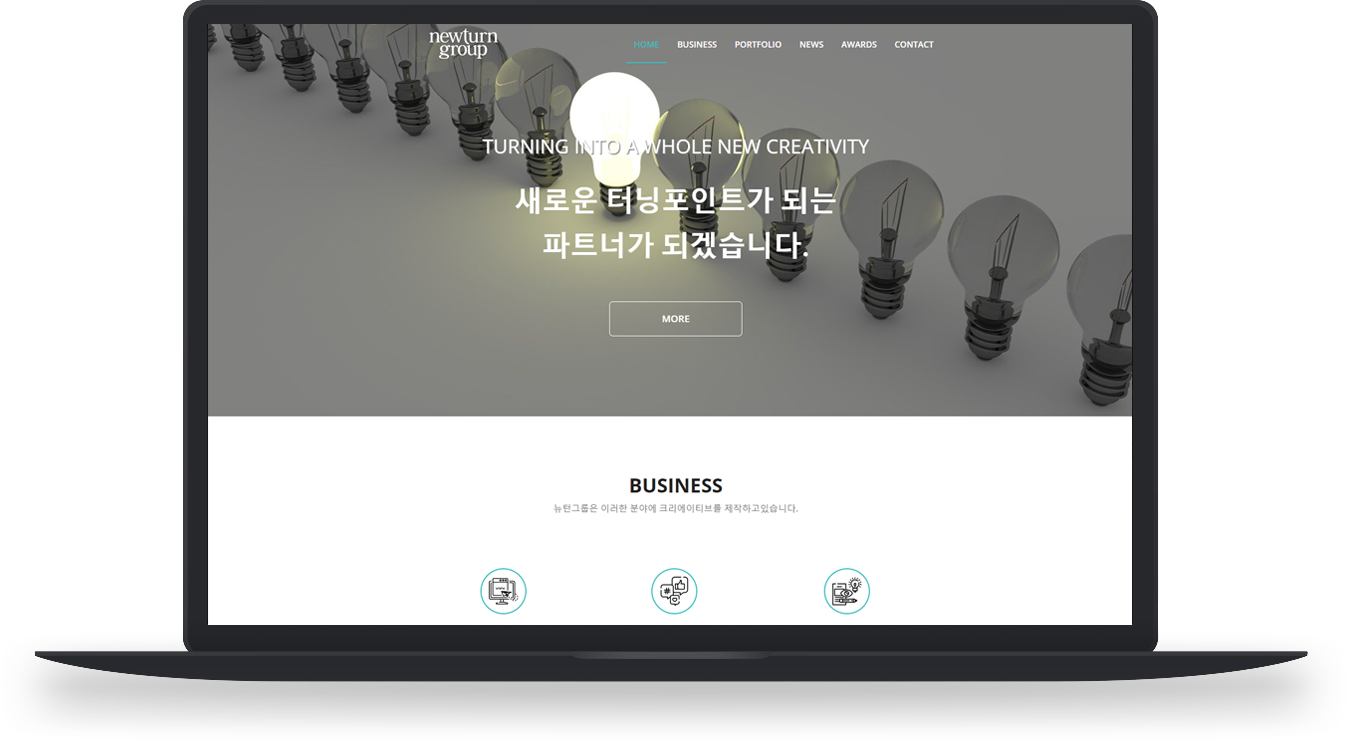 newturn
group
HOME BUSINESS PORTFOLIO NEWS AWARDS CONTACT
TURNING INTO A WHOLE NEW CREATIVITY
새로운 터닝포인트가 되는
파트너가 되겠습니다.
MORE
BUSINESS
뉴턴그룹은 이러한 분야에 크리에이티브를 제작하고있습니다.